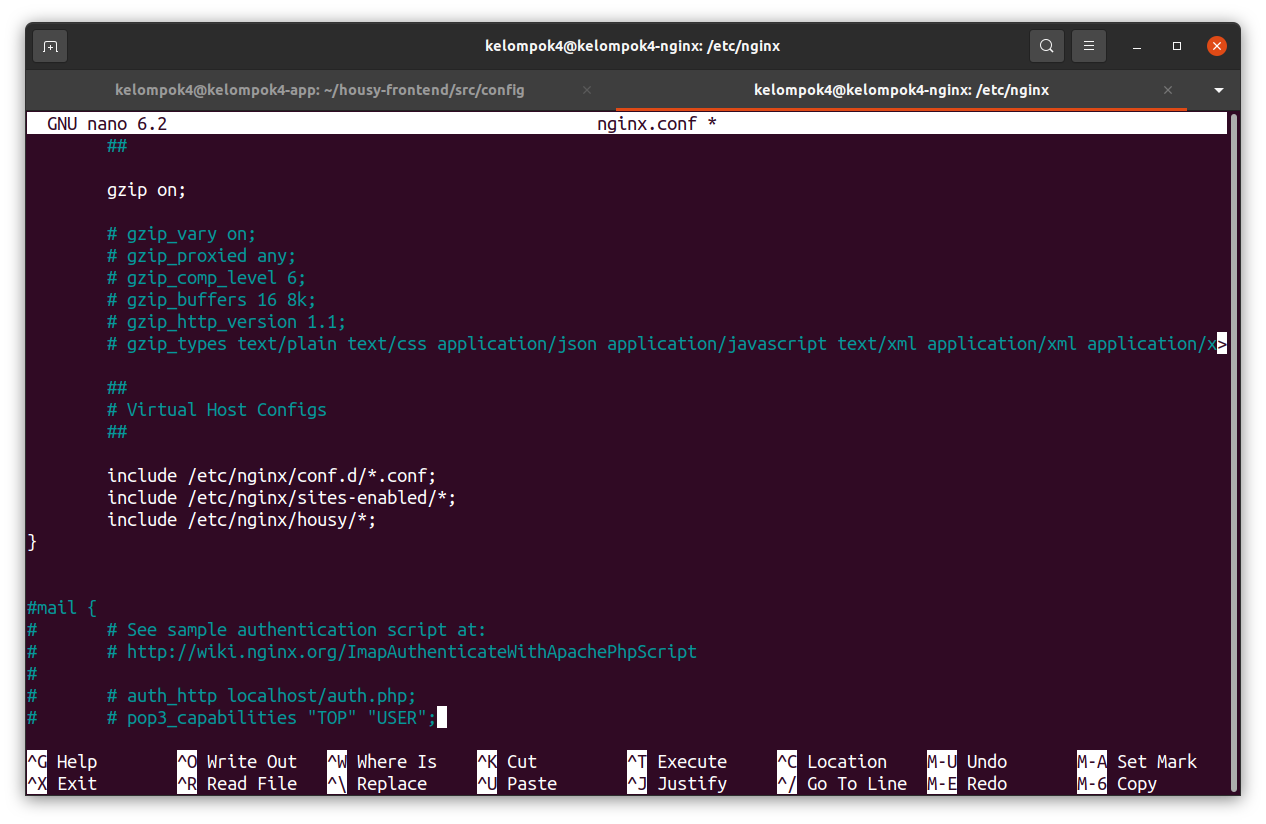 kelompok4@kelompok4-nginx: /etc/nginx
kelompok4@kelompok4-app: ~/housy-frontend/src/config × kelompok4@kelompok4-nginx: /etc/nginx ×
GNU nano 6.2 nginx.conf *
##
gzip on;
# gzip_vary on;
# gzip_proxied any;
# gzip_comp_level 6;
# gzip_buffers 16 8k;
# gzip_http_version 1.1;
# gzip_types text/plain text/css application/json application/javascript text/xml application/xml application/x>
##
# Virtual Host Configs
##
include /etc/nginx/conf.d/*.conf;
include /etc/nginx/sites-enabled/*;
include /etc/nginx/housy/*;
}
#mail {
#       # See sample authentication script at:
#       # http://wiki.nginx.org/ImapAuthenticateWithApachePhpScript
#
#       # auth_http localhost/auth.php;
#       # pop3_capabilities "TOP" "USER";
^G Help ^O Write Out ^W Where Is ^K Cut ^T Execute ^C Location M-U Undo M-A Set Mark
^X Exit ^R Read File ^\ Replace ^U Paste ^J Justify ^/ Go To Line M-E Redo M-6 Copy